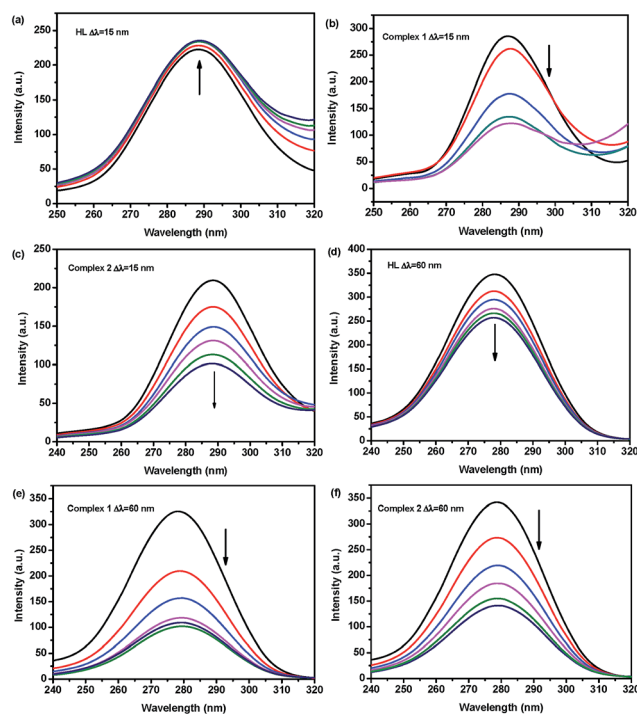 (a)
HL Δλ=15 nm
Intensity (a.u.)
250
200
150
100
50
0
250 260 270 280 290 300 310 320
Wavelength (nm)
(b)
Complex 1 Δλ=15 nm
Intensity (a.u.)
300
250
200
150
100
50
0
250 260 270 280 290 300 310 320
Wavelength (nm)
(c)
Complex 2 Δλ=15 nm
Intensity (a.u.)
250
200
150
100
50
0
240 250 260 270 280 290 300 310 320
Wavelength (nm)
(d)
HL Δλ=60 nm
Intensity (a.u.)
400
350
300
250
200
150
100
50
0
240 250 260 270 280 290 300 310 320
Wavelength (nm)
(e)
Complex 1 Δλ=60 nm
Intensity (a.u.)
350
300
250
200
150
100
50
0
240 250 260 270 280 290 300 310 320
Wavelength (nm)
(f)
Complex 2 Δλ=60 nm
Intensity (a.u.)
350
300
250
200
150
100
50
0
240 250 260 270 280 290 300 310 320
Wavelength (nm)